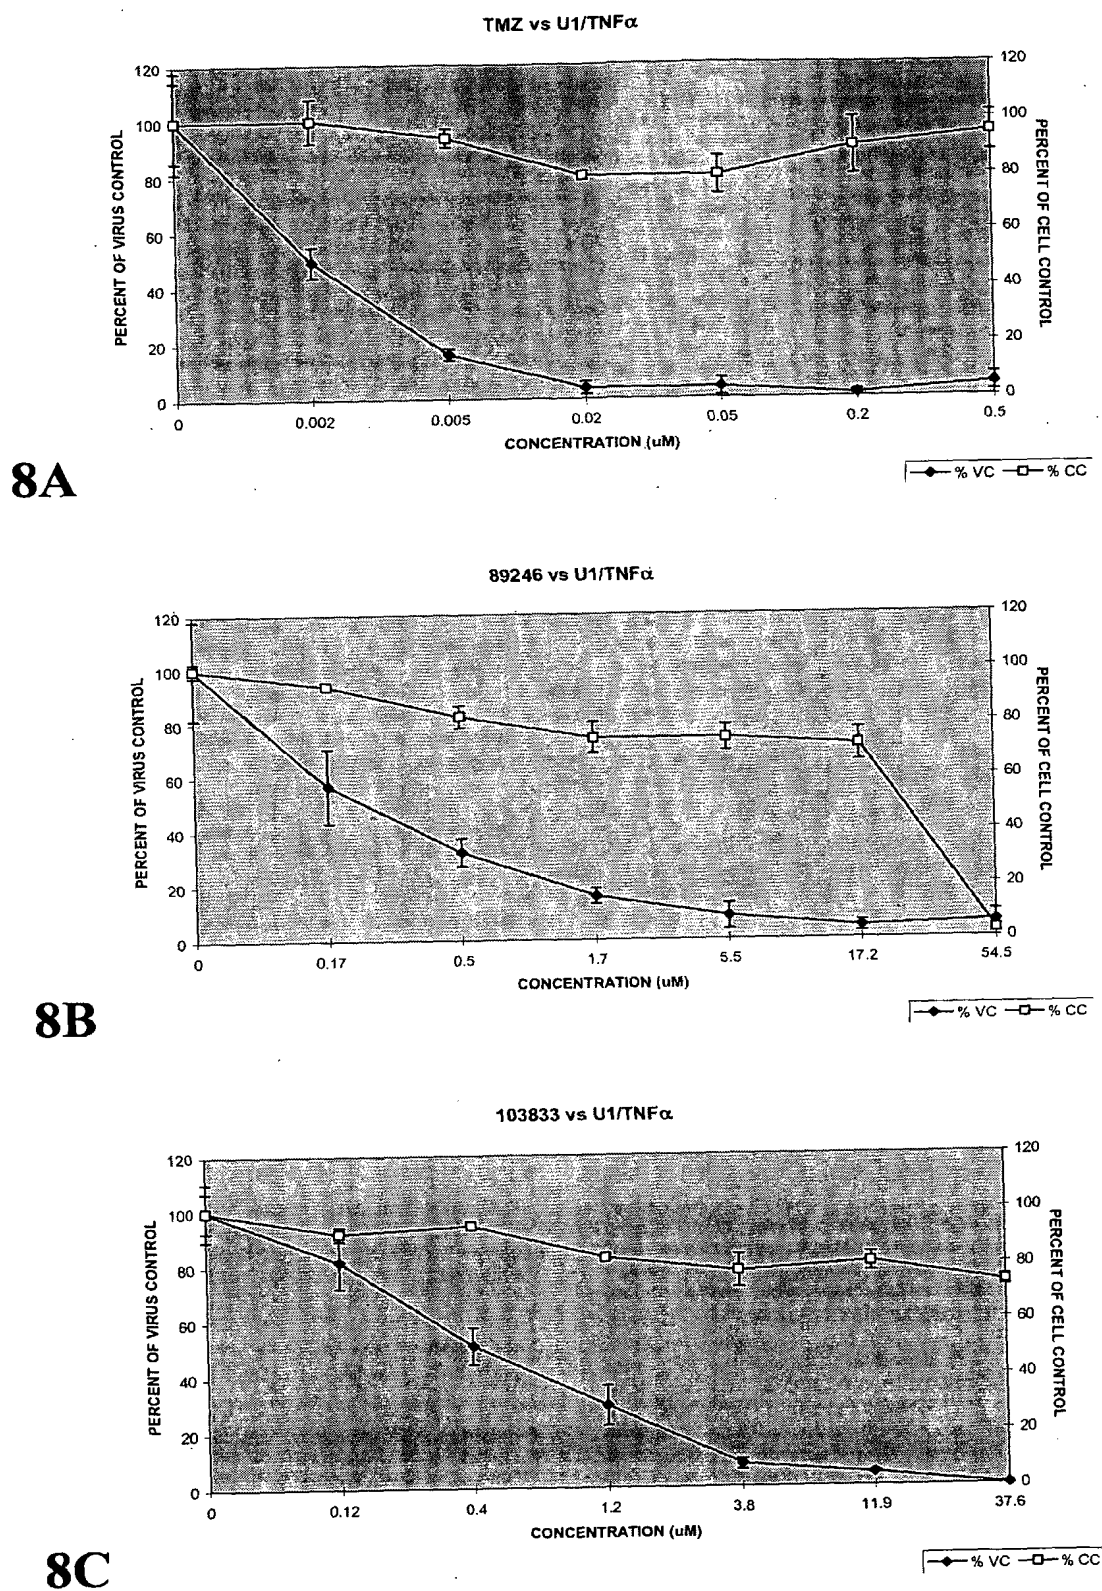 TMZ vs U1/TNFα
120
100
80
60
40
20
0
PERCENT OF VIRUS CONTROL
120
100
80
60
40
20
0
PERCENT OF CELL CONTROL
0 0.002 0.005 0.02 0.05 0.2 0.5
CONCENTRATION (uM)
% VC % CC
8A
89246 vs U1/TNFα
120
100
80
60
40
20
0
PERCENT OF VIRUS CONTROL
120
100
80
60
40
20
0
PERCENT OF CELL CONTROL
0 0.17 0.5 1.7 5.5 17.2 54.5
CONCENTRATION (uM)
% VC % CC
8B
103833 vs U1/TNFα
120
100
80
60
40
20
0
PERCENT OF VIRUS CONTROL
120
100
80
60
40
20
0
PERCENT OF CELL CONTROL
0 0.12 0.4 1.2 3.8 11.9 37.6
CONCENTRATION (uM)
% VC % CC
8C